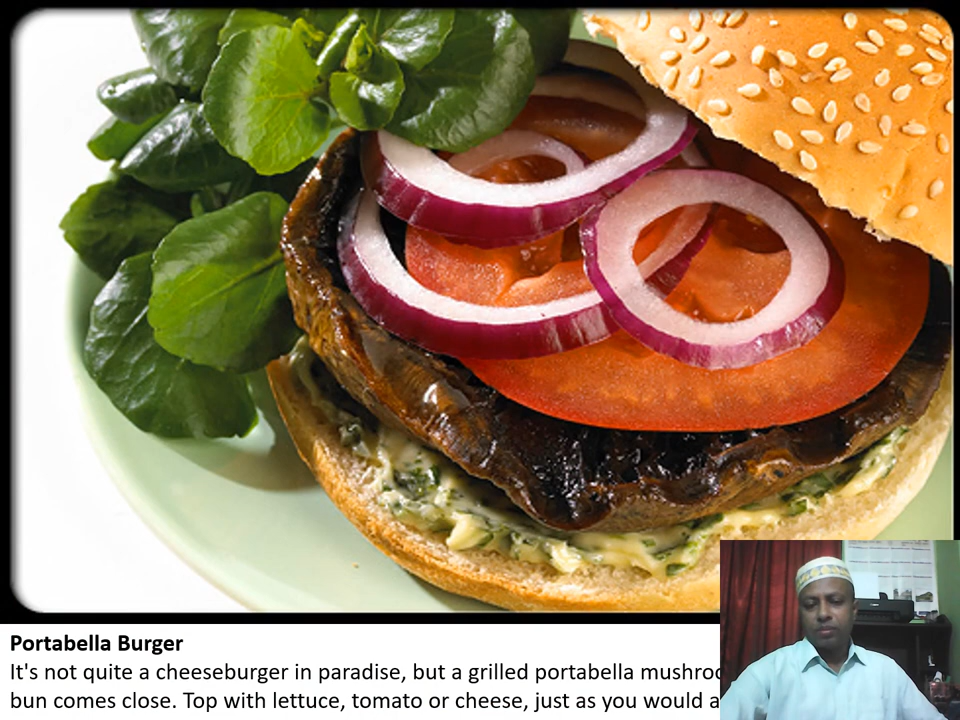 Portabella Burger
It's not quite a cheeseburger in paradise, but a grilled portabella
bun comes close. Top with lettuce, tomato or cheese, just as you would